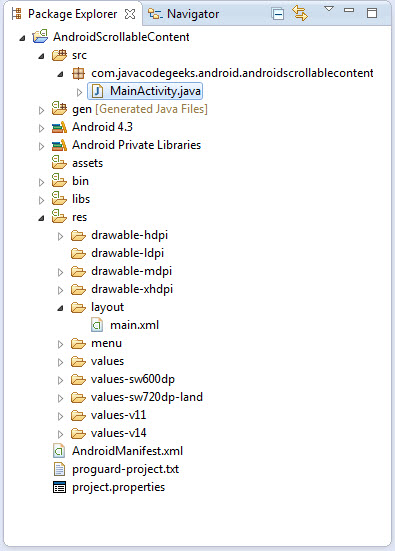 Package Explorer Navigator
AndroidScrollableContent
src
com.javacodegeeks.android.androidscrollablecontent
MainActivity.java
gen [Generated Java Files]
Android 4.3
Android Private Libraries
assets
bin
libs
res
drawable-hdpi
drawable-ldpi
drawable-mdpi
drawable-xhdpi
layout
main.xml
menu
values
values-sw600dp
values-sw720dp-land
values-v11
values-v14
AndroidManifest.xml
proguard-project.txt
project.properties